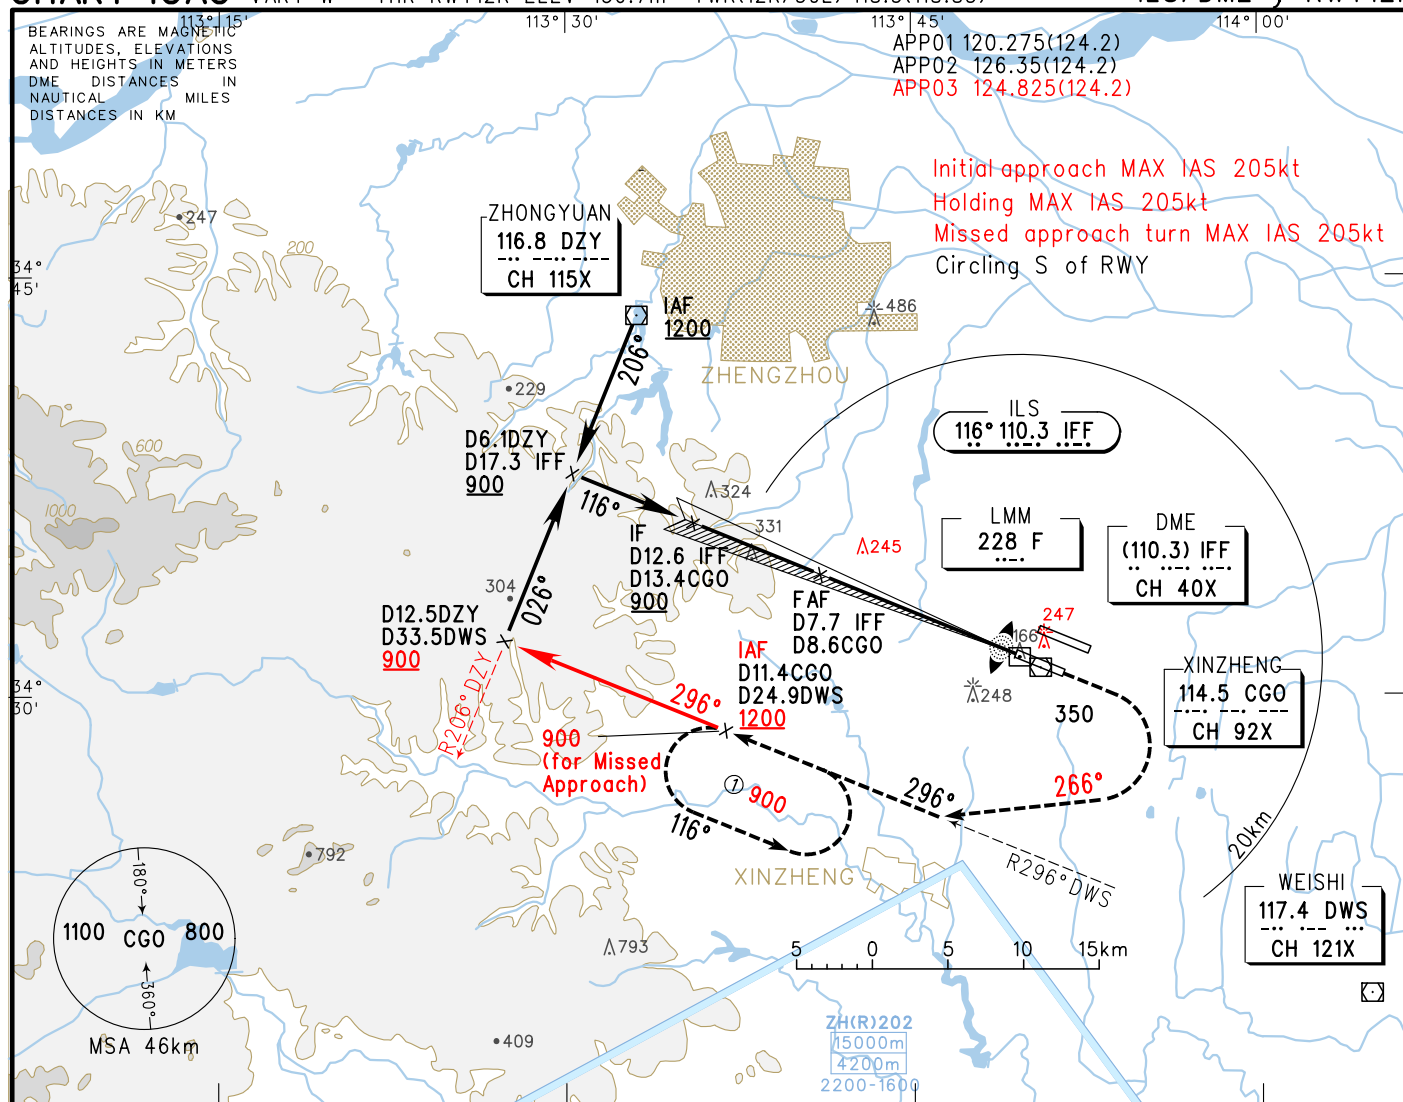 113°15'
113°30'
113°45'
114°00'
BEARINGS ARE MAGNETIC
ALTITUDES, ELEVATIONS
AND HEIGHTS IN METERS
DME DISTANCES IN
NAUTICAL MILES
DISTANCES IN KM
APP01 120.275(124.2)
APP02 126.35(124.2)
APP03 124.825(124.2)
Initial approach MAX IAS 205kt
Holding MAX IAS 205kt
Missed approach turn MAX IAS 205kt
Circling S of RWY
247
200
ZHONGYUAN
116.8 DZY
CH 115X
34°
45'
IAF
1200
486
206°
ZHENGZHOU
229
ILS
116° 110.3 IFF
D6.1DZY
D17.3 IFF
900
600
1000
116°
324
331
245
LMM
228 F
DME
(110.3) IFF
CH 40X
IF
D12.6 IFF
D13.4CGO
900
304
026°
FAF
D7.7 IFF
D8.6CGO
D12.5DZY
D33.5DWS
900
247
166
IAF
D11.4CGO
D24.9DWS
1200
XINZHENG
114.5 CGO
CH 92X
R206°DZY
296°
248
350
34°
30'
900
(for Missed
Approach)
① 900
296°
266°
116°
20km
792
XINZHENG
R296°DWS
WEISHI
117.4 DWS
CH 121X
180°
1100 CGO 800
360°
MSA 46km
793
5 0 5 10 15km
409
ZH(R)202
15000m
4200m
2200-1600